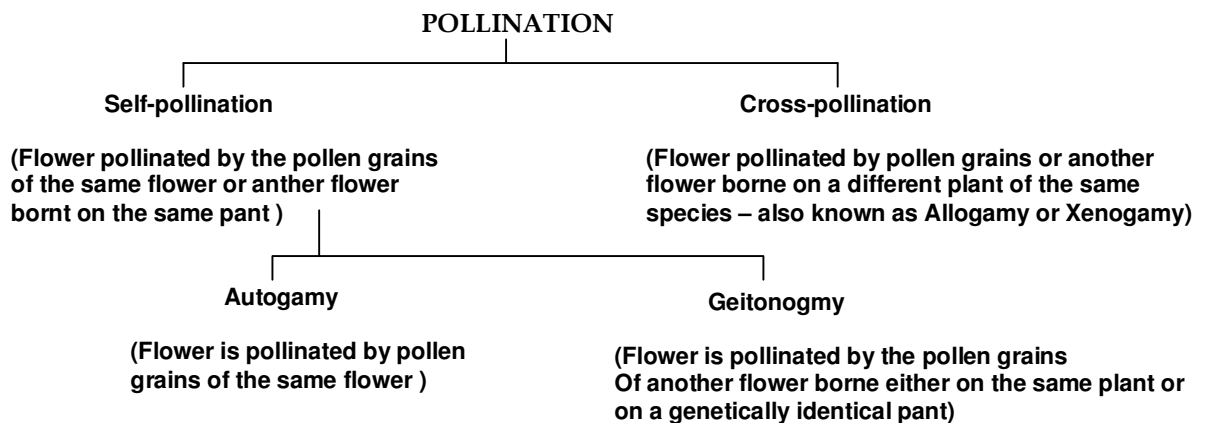 POLLINATION
Self-pollination
(Flower pollinated by the pollen grains
of the same flower or anther flower
bornt on the same pant )
Cross-pollination
(Flower pollinated by pollen grains or another
flower borne on a different plant of the same
species – also known as Allogamy or Xenogamy)
Autogamy
(Flower is pollinated by pollen
grains of the same flower )
Geitonogmy
(Flower is pollinated by the pollen grains
Of another flower borne either on the same plant or
on a genetically identical pant)